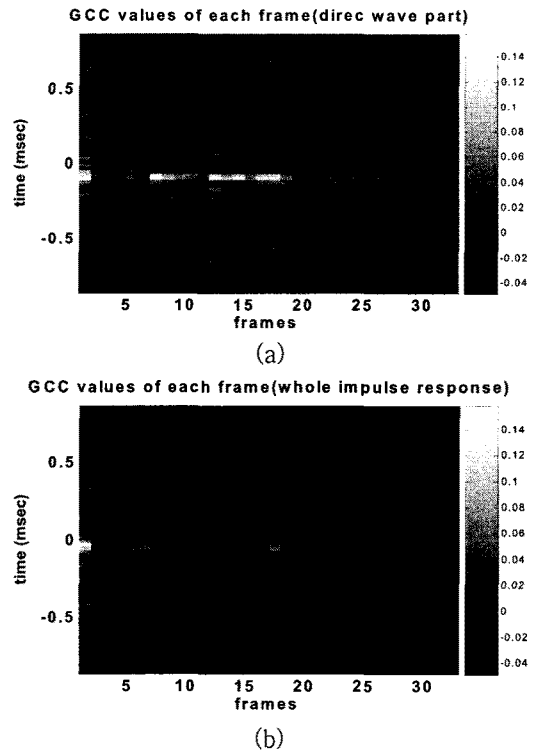 GCC values of each frame(direc wave part)
0.14
0.12
0.1
0.08
0.06
0.04
0.02
0
-0.02
-0.04
0.5
0
-0.5
time (msec)
5 10 15 20 25 30
frames
(a)
GCC values of each frame(whole impulse response)
0.14
0.12
0.1
0.08
0.06
0.04
0.02
0
-0.02
-0.04
0.5
0
-0.5
time (msec)
5 10 15 20 25 30
frames
(b)